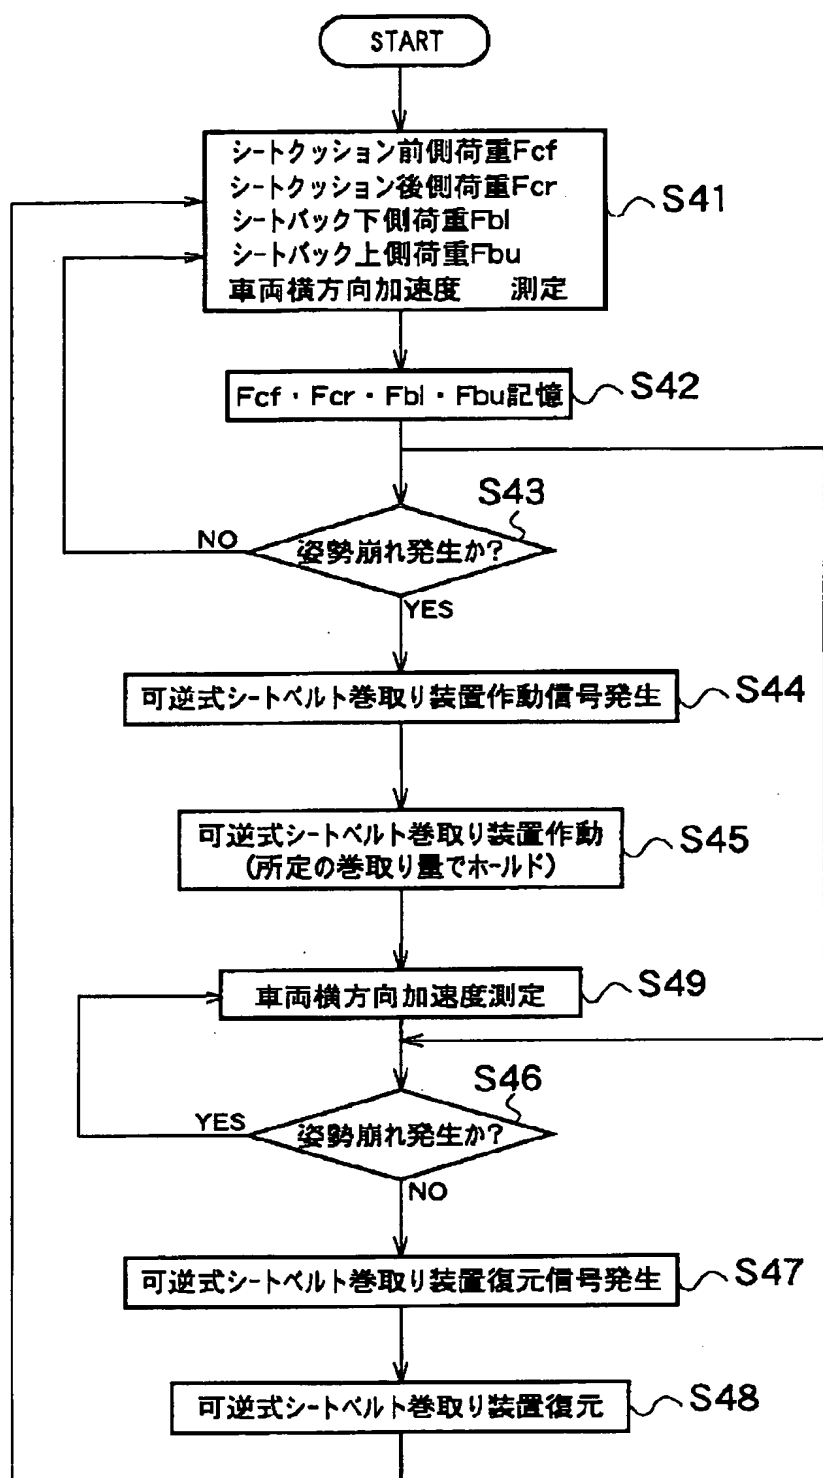 START
シートクッション前側荷重Fcf
シートクッション後側荷重Fcr
シートバック下側荷重Fbl
シートバック上側荷重Fbu
車両横方向加速度 測定
S41
Fcf・Fcr・Fbl・Fbu記憶
S42
S43
姿勢崩れ発生か?
NO
YES
可逆式シートベルト巻取り装置作動信号発生
S44
可逆式シートベルト巻取り装置作動
(所定の巻取り量でホールド)
S45
車両横方向加速度測定
S49
S46
姿勢崩れ発生か?
YES
NO
可逆式シートベルト巻取り装置復元信号発生
S47
可逆式シートベルト巻取り装置復元
S48